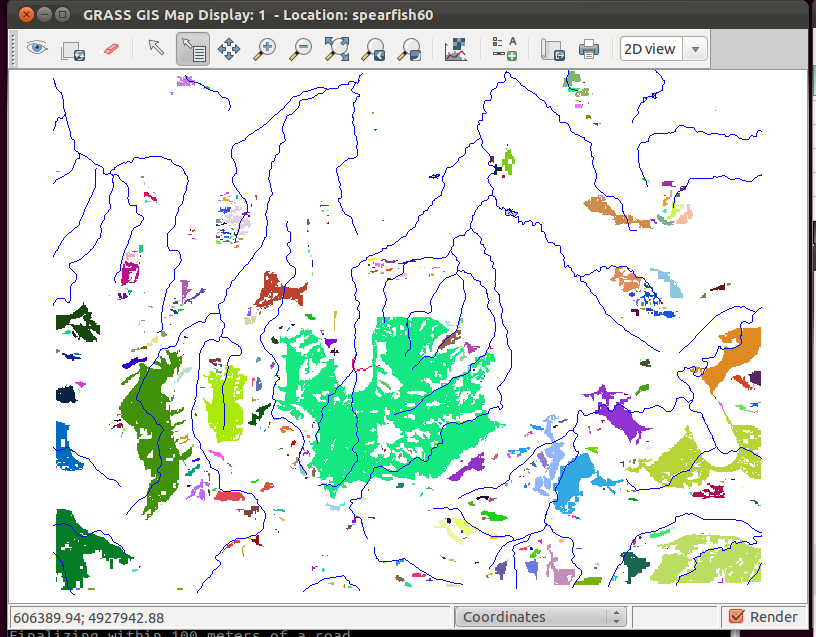 GRASS GIS Map Display: 1 - Location: spearfish60
2D view
606389.94; 4927942.88
Coordinates
Render
Finalizing within 100 meters of a road